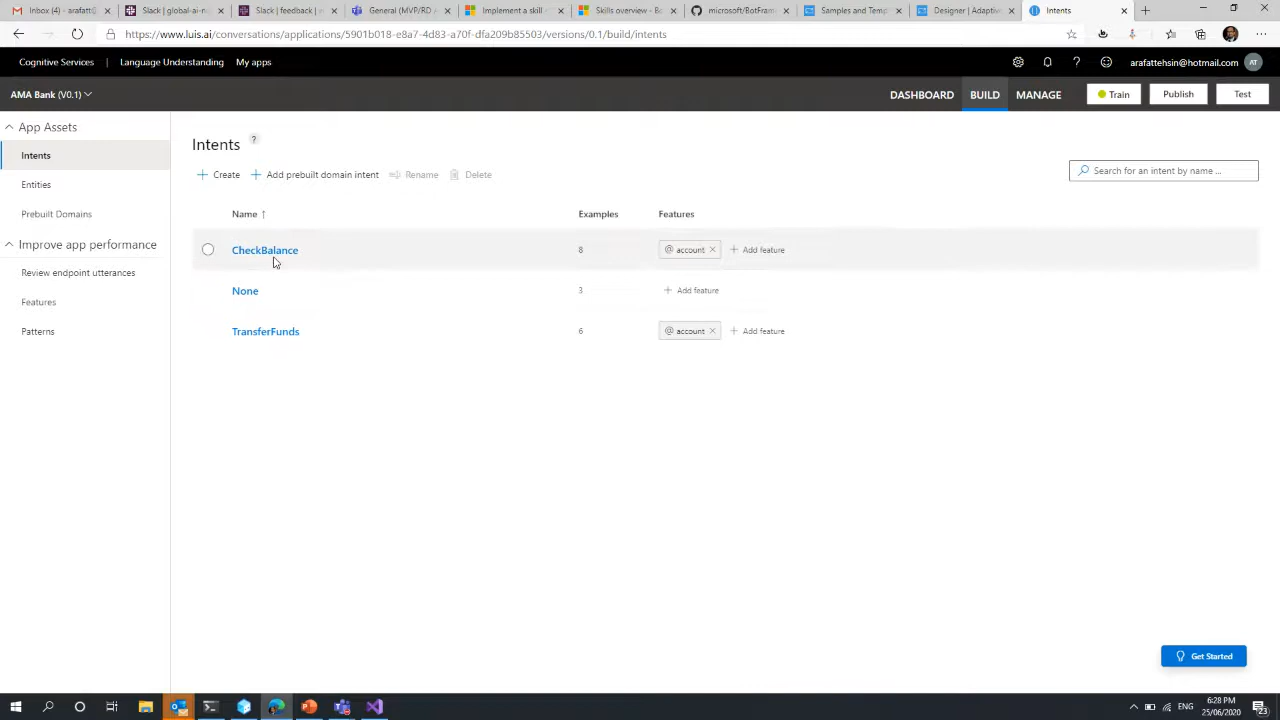 Inbox (4) - arafatt@
Slack | global-ai-n
Slack | feedback | m
General (MVP/RD
Implement a skill
Skills overview - B
microsoft/BotFram
Samples and Temp
Designer | Adaptiv
Intents
https://www.luis.ai/conversations/applications/5901b018-e8a7-4d83-a70f-dfa209b85203/versions/0.1/build/intents
Cognitive Services
Language Understanding
My apps
arafattehsin@hotmail.com
AT
AMA Bank (V0.1)
DASHBOARD
BUILD
MANAGE
Train
Publish
Test
App Assets
Intents
Entities
Prebuilt Domains
Improve app performance
Review endpoint utterances
Features
Patterns
Intents ?
+ Create
+ Add prebuilt domain intent
Rename
Delete
Search for an intent by name ...
Name ↑
Examples
Features
CheckBalance
8
@ account ×
+ Add feature
None
3
+ Add feature
TransferFunds
6
@ account ×
+ Add feature
Get Started
ENG
6:28 PM
25/06/2020
23